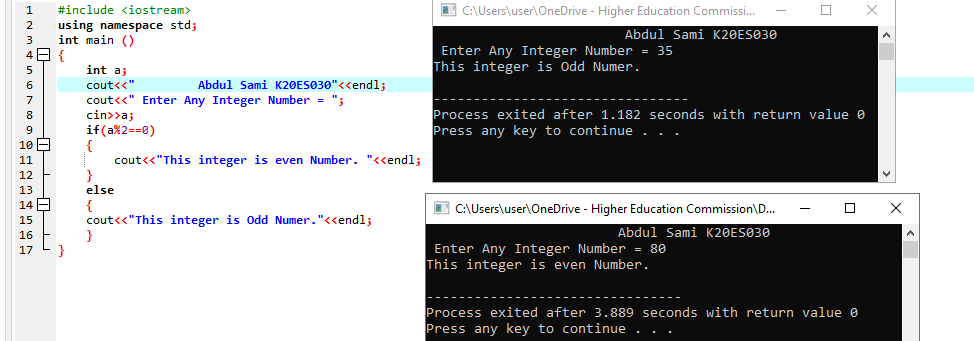 1 #include <iostream>
2 using namespace std;
3 int main ()
4 {
5 int a;
6 cout<<"        Abdul Sami K20ES030"<<endl;
7 cout<<" Enter Any Integer Number = ";
8 cin>>a;
9 if(a%2==0)
10 {
11 cout<<"This integer is even Number. "<<endl;
12 }
13 else
14 {
15 cout<<"This integer is Odd Numer."<<endl;
16 }
17 }
C:\Users\user\OneDrive - Higher Education Commissi...
Abdul Sami K20ES030
Enter Any Integer Number = 35
This integer is Odd Numer.
--------------------------------
Process exited after 1.182 seconds with return value 0
Press any key to continue . . .
C:\Users\user\OneDrive - Higher Education Commission\D...
Abdul Sami K20ES030
Enter Any Integer Number = 80
This integer is even Number.
--------------------------------
Process exited after 3.889 seconds with return value 0
Press any key to continue . . .